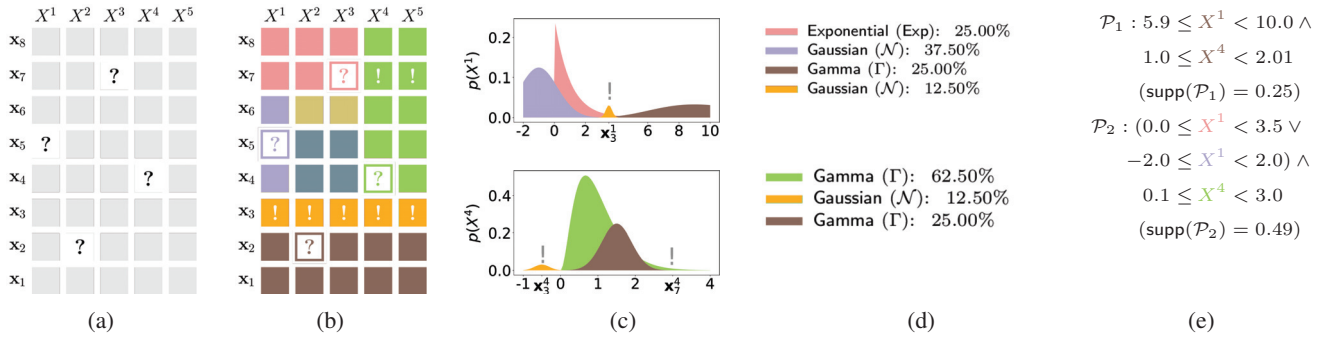 X¹ X² X³ X⁴ X⁵
x₈
x₇ ?
x₆
x₅ ?
x₄ ?
x₃
x₂ ?
x₁
(a)
X¹ X² X³ X⁴ X⁵
x₈
x₇ ? ! !
x₆
x₅ ?
x₄ ?
x₃ ! ! ! ! !
x₂ ?
x₁
(b)
p(X¹)
0.2
0.1
0.0
!
-2 0 2 x₃¹ 6 8 10
p(X⁴)
0.4
0.2
0.0
! !
-1 x₃⁴ 0 1 2 x₇⁴ 4
(c)
Exponential (Exp): 25.00%
Gaussian (𝒩): 37.50%
Gamma (Γ): 25.00%
Gaussian (𝒩): 12.50%
Gamma (Γ): 62.50%
Gaussian (𝒩): 12.50%
Gamma (Γ): 25.00%
(d)
𝒫₁ : 5.9 ≤ X¹ < 10.0 ∧
1.0 ≤ X⁴ < 2.01
(supp(𝒫₁) = 0.25)
𝒫₂ : (0.0 ≤ X¹ < 3.5 ∨
−2.0 ≤ X¹ < 2.0) ∧
0.1 ≤ X⁴ < 3.0
(supp(𝒫₂) = 0.49)
(e)